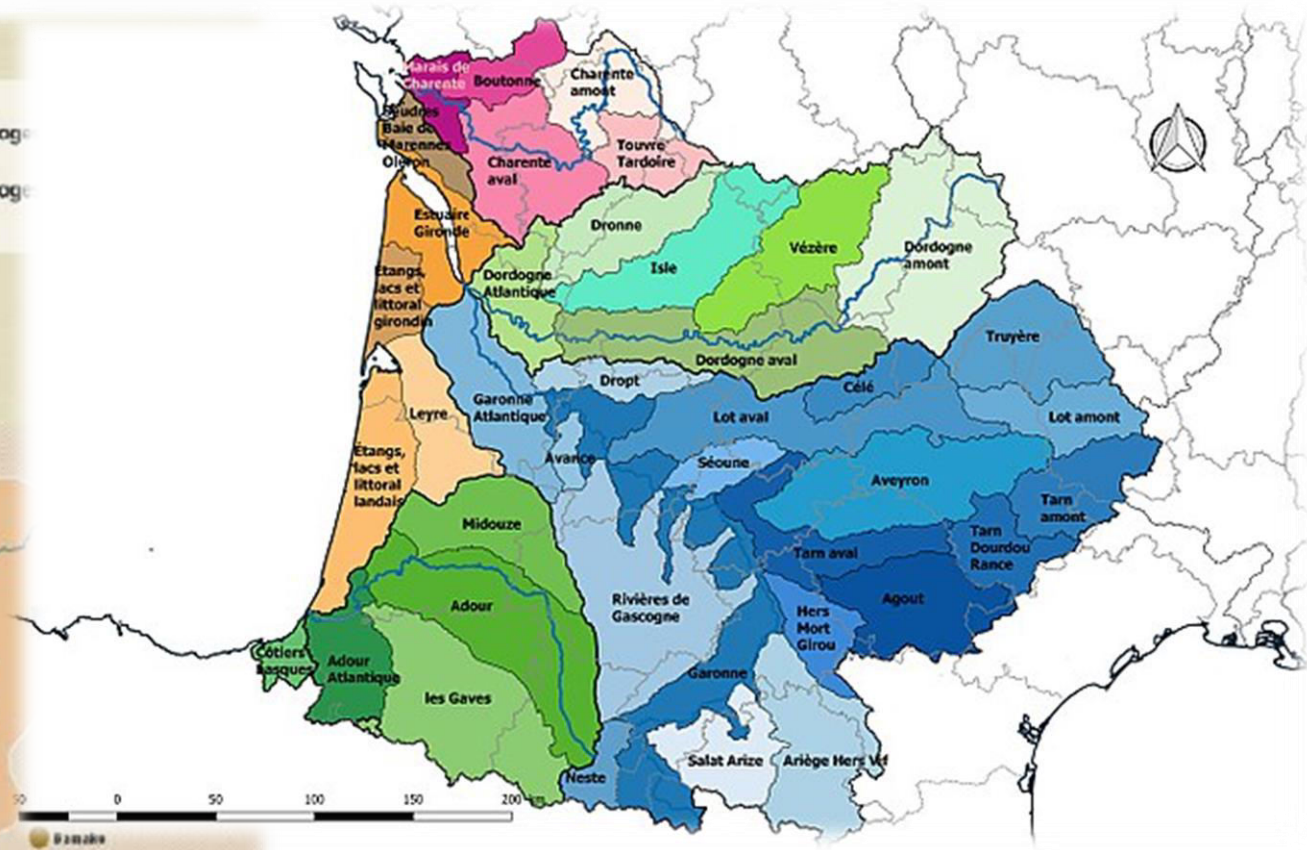 Marais de
Charente
Boutonne
Charente
amont
Seudres
Baie de
Marennes
Oléron
Charente
aval
Touvre
Tardoire
Estuaire
Gironde
Dronne
Isle
Vézère
Dordogne
amont
Dordogne
Atlantique
Étangs,
lacs et
littoral
girondin
Dordogne aval
Truyère
Dropt
Célé
Leyre
Garonne
Atlantique
Lot aval
Lot amont
Avance
Séoune
Aveyron
Étangs,
lacs et
littoral
landais
Midouze
Tarn
amont
Tarn
Dourdou
Rance
Tarn aval
Adour
Rivières de
Gascogne
Hers
Mort
Girou
Agout
Côtiers
basques
Adour
Atlantique
les Gaves
Garonne
Neste
Salat Arize
Ariège Hers Vif
50 0 50 100 150 200 km
Bamako
oge
oge